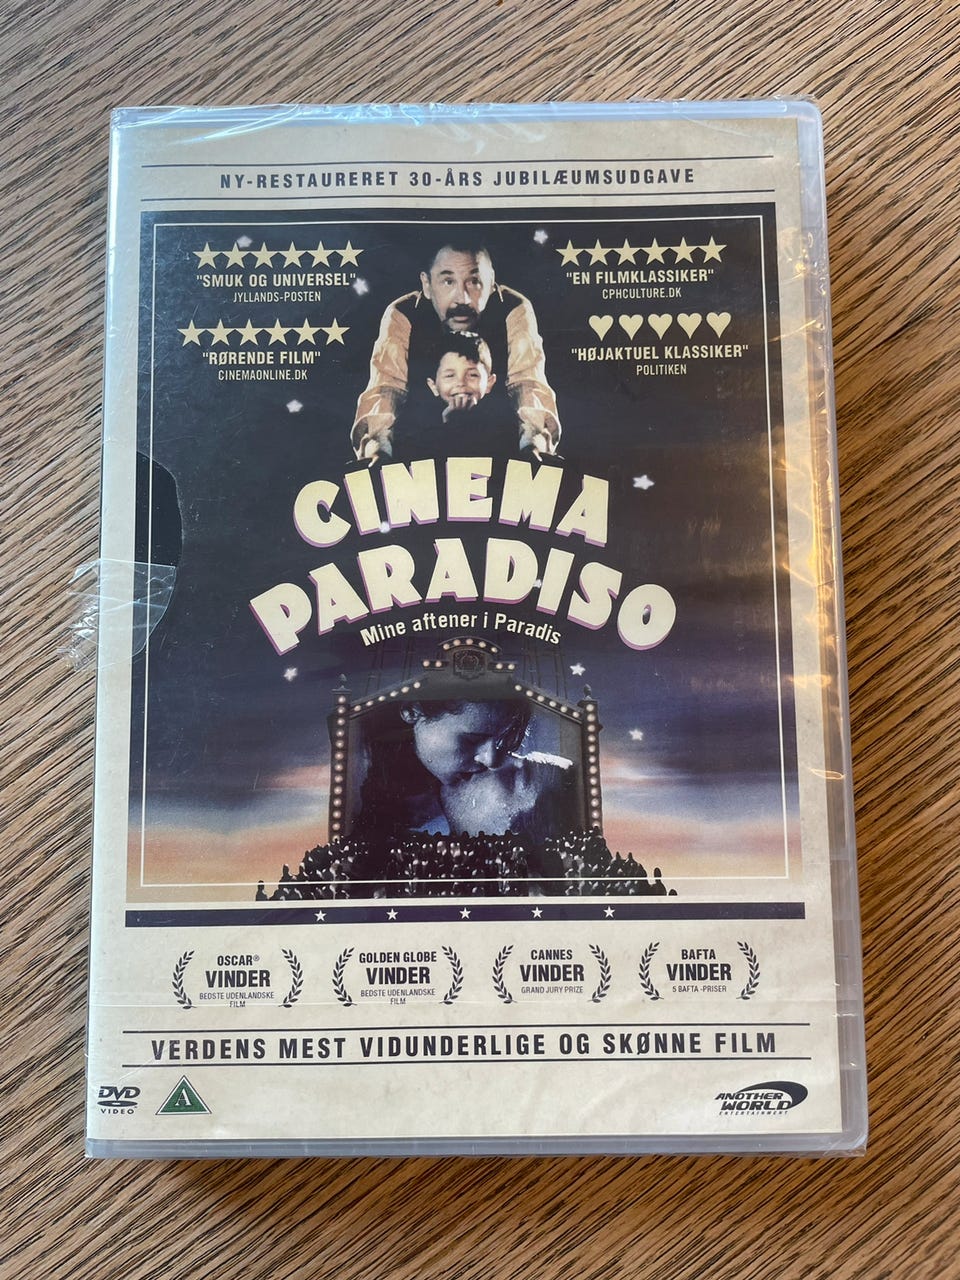 NY-RESTAURERET 30-ÅRS JUBILÆUMSUDGAVE
"SMUK OG UNIVERSEL"
JYLLANDS-POSTEN
"EN FILMKLASSIKER"
CPHCULTURE.DK
"RØRENDE FILM"
CINEMAONLINE.DK
"HØJAKTUEL KLASSIKER"
POLITIKEN
CINEMA
PARADISO
Mine aftener i Paradis
OSCAR®
VINDER
BEDSTE UDENLANDSKE
FILM
GOLDEN GLOBE
VINDER
BEDSTE UDENLANDSKE
FILM
CANNES
VINDER
GRAND JURY PRIZE
BAFTA
VINDER
5 BAFTA -PRISER
VERDENS MEST VIDUNDERLIGE OG SKØNNE FILM
DVD
VIDEO
A
ANOTHER
WORLD
ENTERTAINMENT